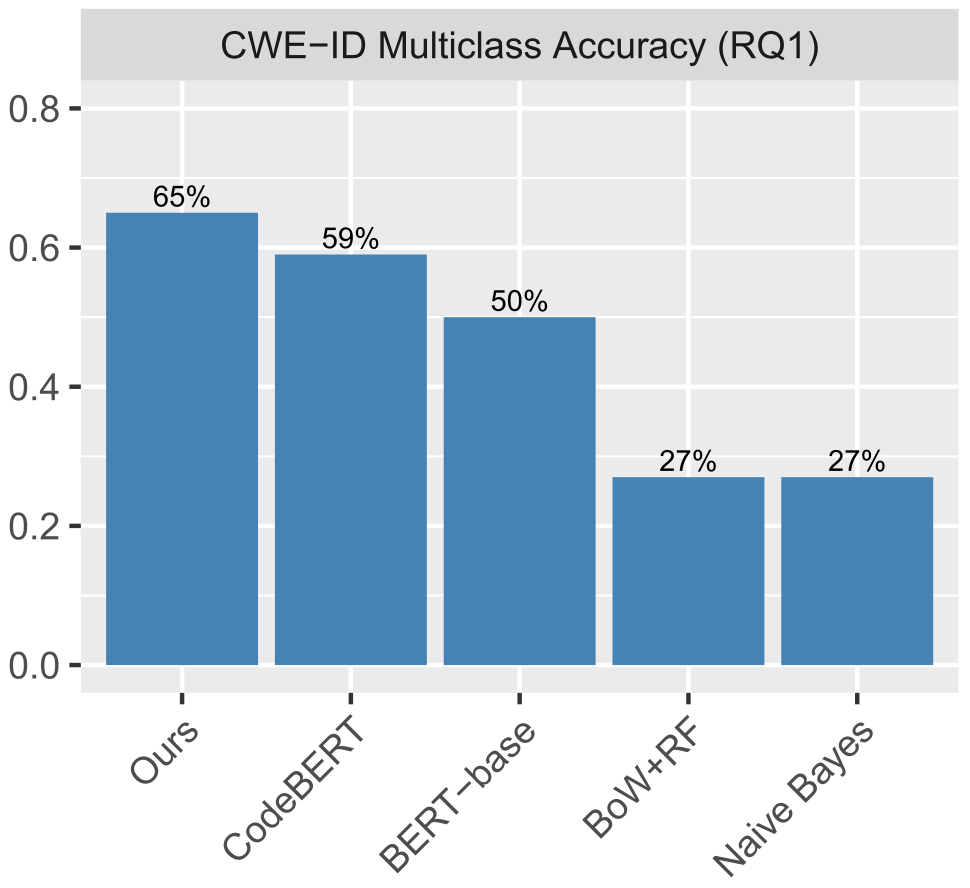 CWE−ID Multiclass Accuracy (RQ1)
0.8
0.6
0.4
0.2
0.0
65%
59%
50%
27%
27%
Ours
CodeBERT
BERT−base
BoW+RF
Naive Bayes